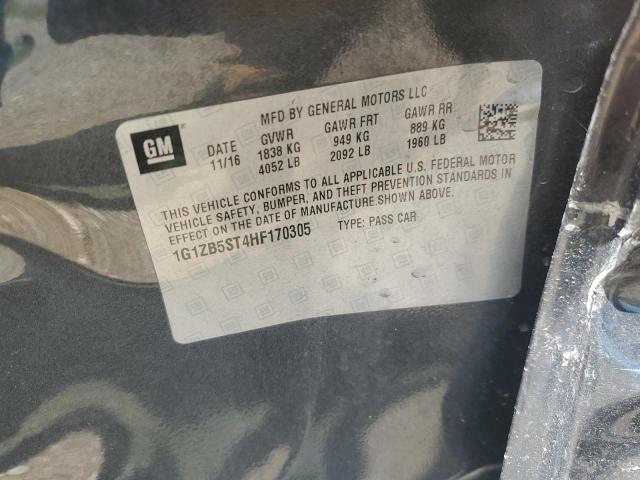 MFD BY GENERAL MOTORS LLC
GM
DATE GVWR GAWR FRT GAWR RR
11/16 1838 KG 949 KG 889 KG
4052 LB 2092 LB 1960 LB
THIS VEHICLE CONFORMS TO ALL APPLICABLE U.S. FEDERAL MOTOR
VEHICLE SAFETY, BUMPER, AND THEFT PREVENTION STANDARDS IN
EFFECT ON THE DATE OF MANUFACTURE SHOWN ABOVE.
1G1ZB5ST4HF170305 TYPE: PASS CAR